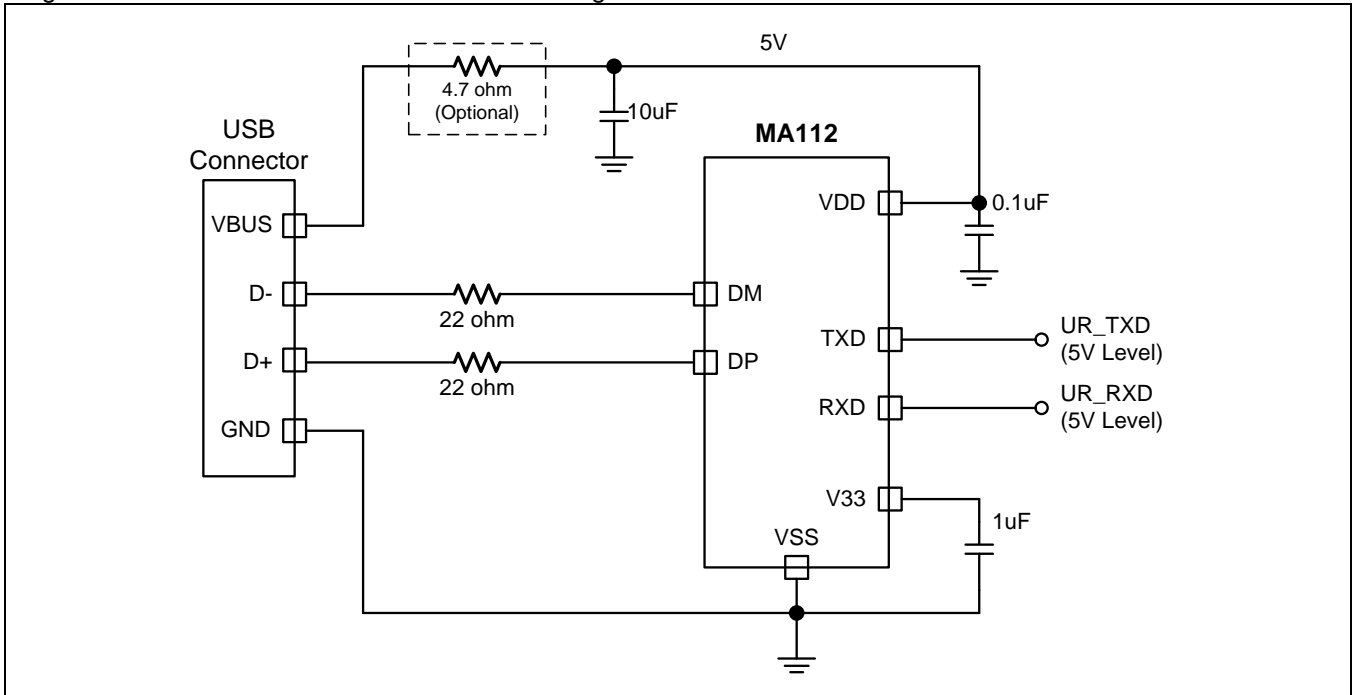 5V
4.7 ohm
(Optional)
10uF
USB
Connector
MA112
VBUS
VDD
0.1uF
D-
22 ohm
DM
TXD
UR_TXD
(5V Level)
D+
22 ohm
DP
RXD
UR_RXD
(5V Level)
GND
V33
1uF
VSS